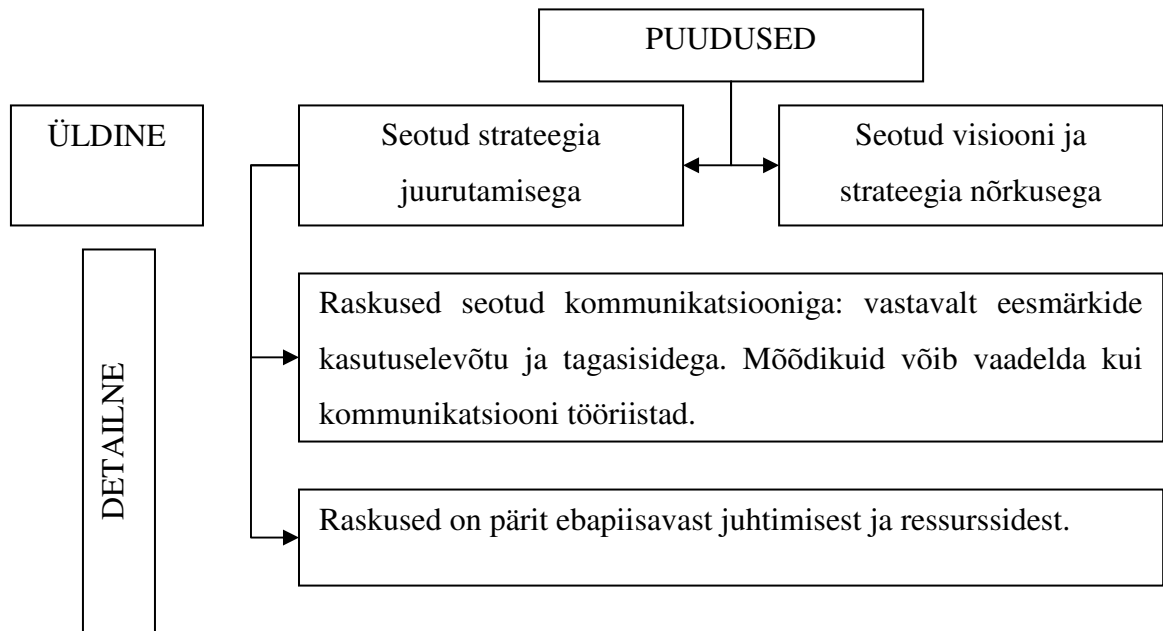 PUUDUSED
ÜLDINE
Seotud strateegia
juurutamisega
Seotud visiooni ja
strateegia nõrkusega
DETAILNE
Raskused seotud kommunikatsiooniga: vastavalt eesmärkide
kasutuselevõtu ja tagasisidega. Mõõdikuid võib vaadelda kui
kommunikatsiooni tööriistad.
Raskused on pärit ebapiisavast juhtimisest ja ressurssidest.